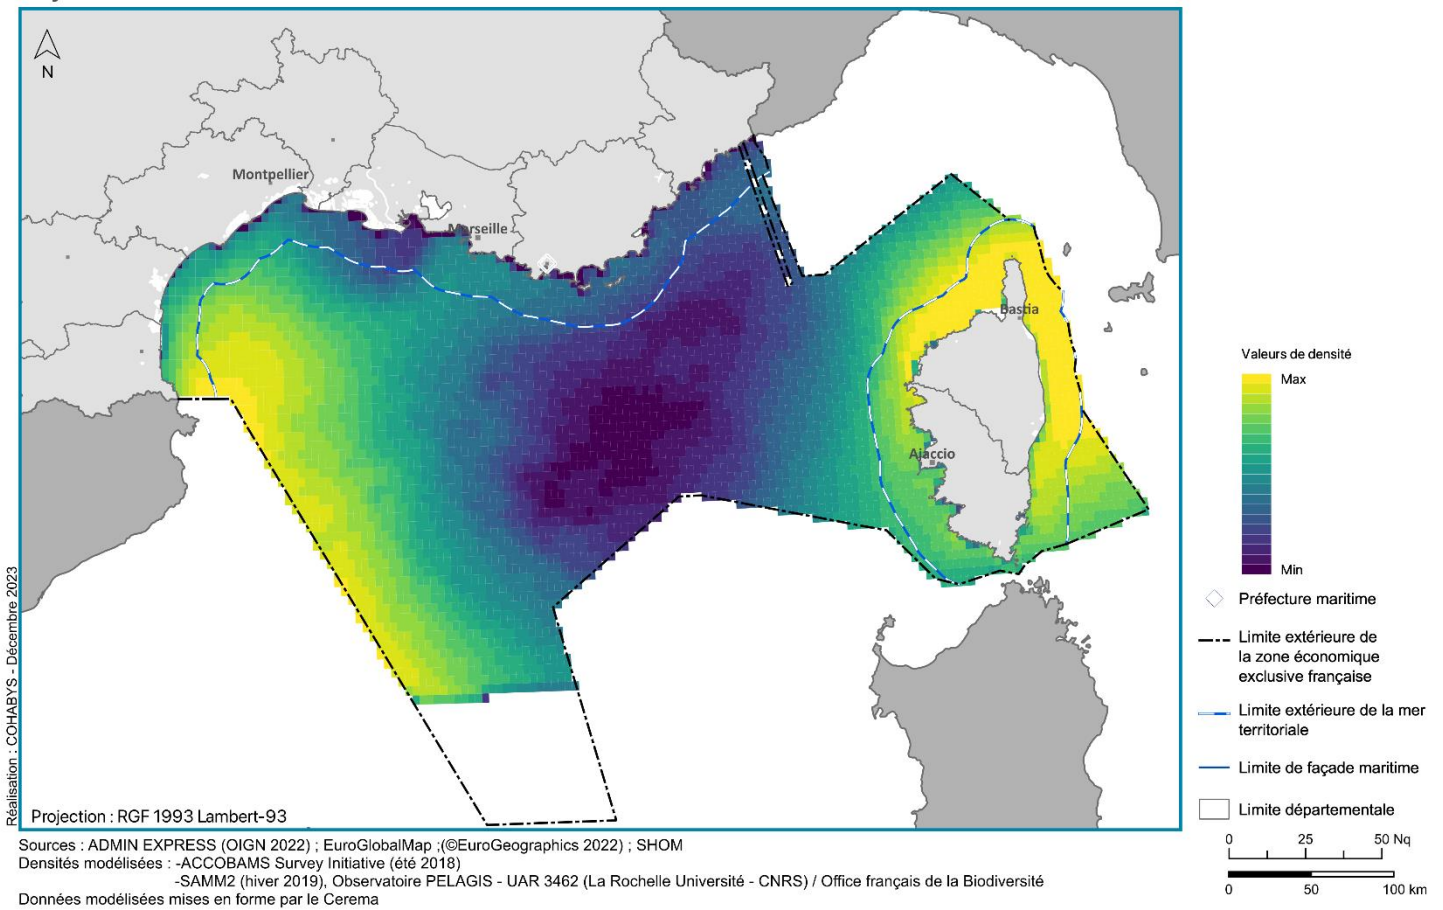 N
Montpellier
Marseille
Bastia
Ajaccio
Réalisation : COHABYS - Décembre 2023
Projection : RGF 1993 Lambert-93
Valeurs de densité
Max
Min
Préfecture maritime
Limite extérieure de
la zone économique
exclusive française
Limite extérieure de la mer
territoriale
Limite de façade maritime
Limite départementale
0 25 50 Nq
0 50 100 km
Sources : ADMIN EXPRESS (OIGN 2022) ; EuroGlobalMap ;(©EuroGeographics 2022) ; SHOM
Densités modélisées : -ACCOBAMS Survey Initiative (été 2018)
-SAMM2 (hiver 2019), Observatoire PELAGIS - UAR 3462 (La Rochelle Université - CNRS) / Office français de la Biodiversité
Données modélisées mises en forme par le Cerema